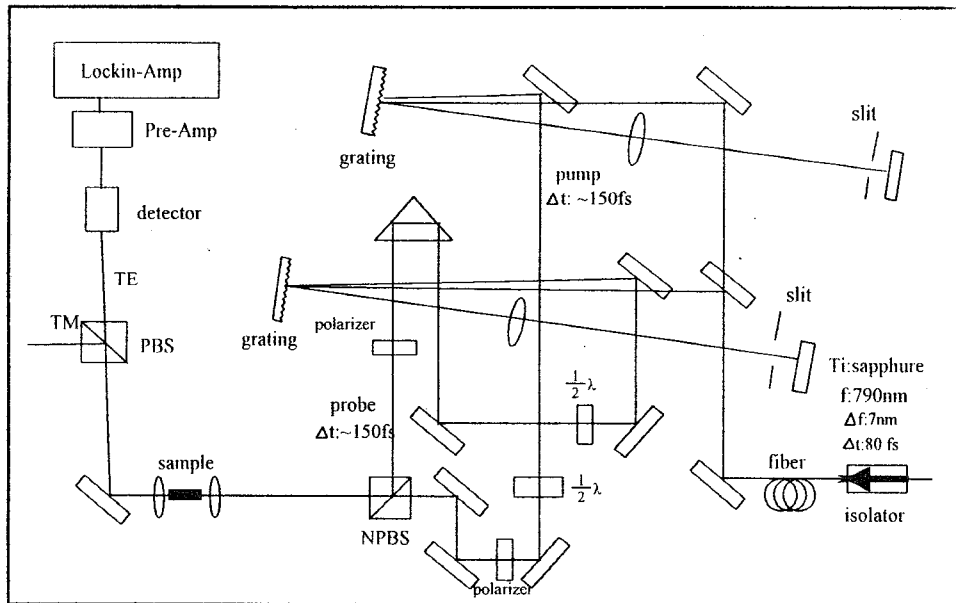 Lockin-Amp
Pre-Amp
detector
TE
TM
PBS
sample
grating
pump
Δt: ~150fs
slit
grating
polarizer
slit
Ti:sapphure
f:790nm
Δf:7nm
Δt:80 fs
probe
Δt:~150fs
1/2 λ
1/2 λ
fiber
isolator
NPBS
polarizer